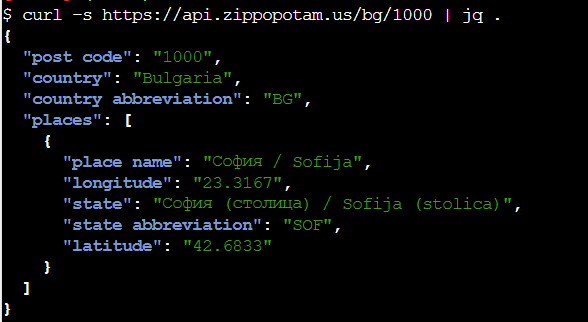 $ curl -s https://api.zippopotam.us/bg/1000 | jq .
{
  "post code": "1000",
  "country": "Bulgaria",
  "country abbreviation": "BG",
  "places": [
    {
      "place name": "София / Sofija",
      "longitude": "23.3167",
      "state": "София (столица) / Sofija (stolica)",
      "state abbreviation": "SOF",
      "latitude": "42.6833"
    }
  ]
}